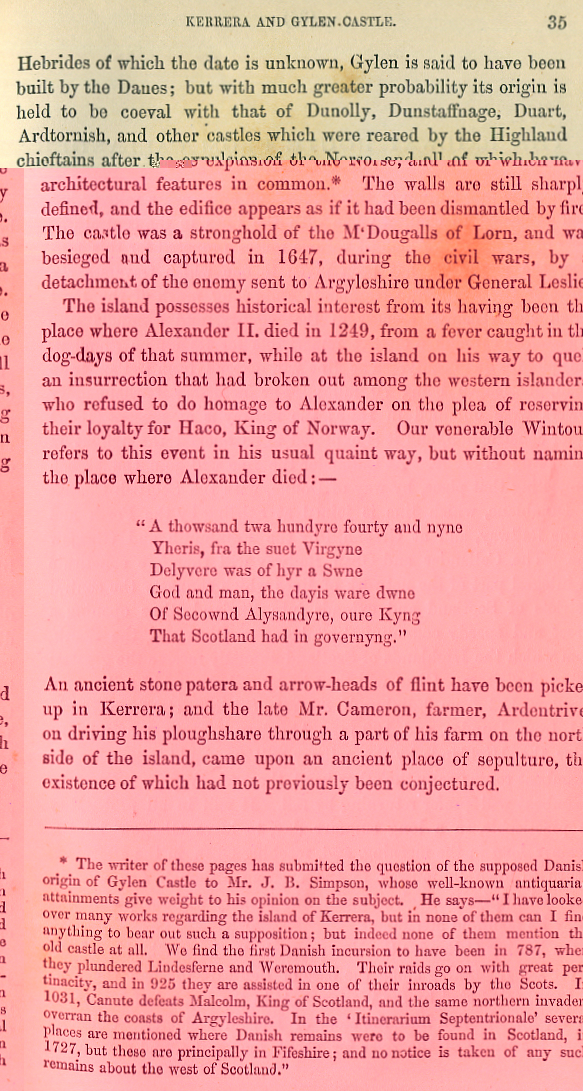 KERRERA AND GYLEN CASTLE. 35
Hebrides of which the date is unknown, Gylen is said to have been
built by the Danes; but with much greater probability its origin is
held to be coeval with that of Dunolly, Dunstaffnage, Duart,
Ardtornish, and other castles which were reared by the Highland
chieftains after
architectural features in common.* The walls are still sharpl
defined, and the edifice appears as if it had been dismantled by fire
The castle was a stronghold of the M'Dougalls of Lorn, and wa
besieged and captured in 1647, during the civil wars, by
detachment of the enemy sent to Argyleshire under General Leslie
The island possesses historical interest from its having been th
place where Alexander II. died in 1249, from a fever caught in th
dog-days of that summer, while at the island on his way to que
an insurrection that had broken out among the western islander
who refused to do homage to Alexander on the plea of reservin
their loyalty for Haco, King of Norway. Our venerable Wintou
refers to this event in his usual quaint way, but without namin
the place where Alexander died:—
"A thowsand twa hundyre fourty and nyne
Yheris, fra the suet Virgyne
Delyvere was of hyr a Swne
God and man, the dayis ware dwne
Of Secownd Alysandyre, oure Kyng
That Scotland had in governyng."
An ancient stone patera and arrow-heads of flint have been picke
up in Kerrera; and the late Mr. Cameron, farmer, Ardentrive
on driving his ploughshare through a part of his farm on the nort
side of the island, came upon an ancient place of sepulture, th
existence of which had not previously been conjectured.
* The writer of these pages has submitted the question of the supposed Danis
origin of Gylen Castle to Mr. J. B. Simpson, whose well-known antiquaria
attainments give weight to his opinion on the subject. He says—"I have looke
over many works regarding the island of Kerrera, but in none of them can I fin
anything to bear out such a supposition; but indeed none of them mention th
old castle at all. We find the first Danish incursion to have been in 787, whe
they plundered Lindesferne and Weremouth. Their raids go on with great per
tinacity, and in 925 they are assisted in one of their inroads by the Scots. I
1031, Canute defeats Malcolm, King of Scotland, and the same northern invader
overran the coasts of Argyleshire. In the 'Itinerarium Septentrionale' severa
places are mentioned where Danish remains were to be found in Scotland, i
1727, but these are principally in Fifeshire; and no notice is taken of any suc
remains about the west of Scotland."